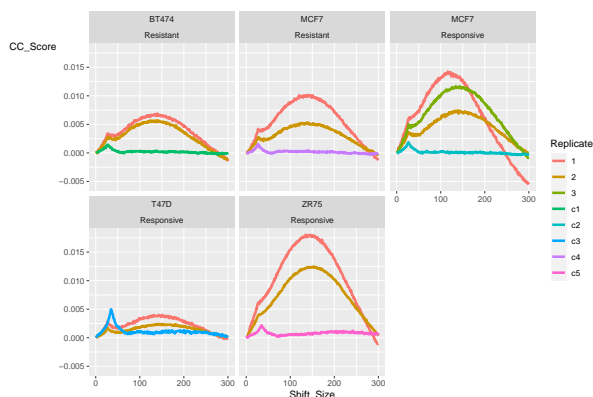 BT474
MCF7
MCF7
Resistant
Resistant
Responsive
CC_Score
0.015
0.010
0.005
0.000
−0.005
0
100
200
300
T47D
ZR75
Responsive
Responsive
0.015
0.010
0.005
0.000
−0.005
0
100
200
300
0
100
200
300
Shift_Size
Replicate
1
2
3
c1
c2
c3
c4
c5